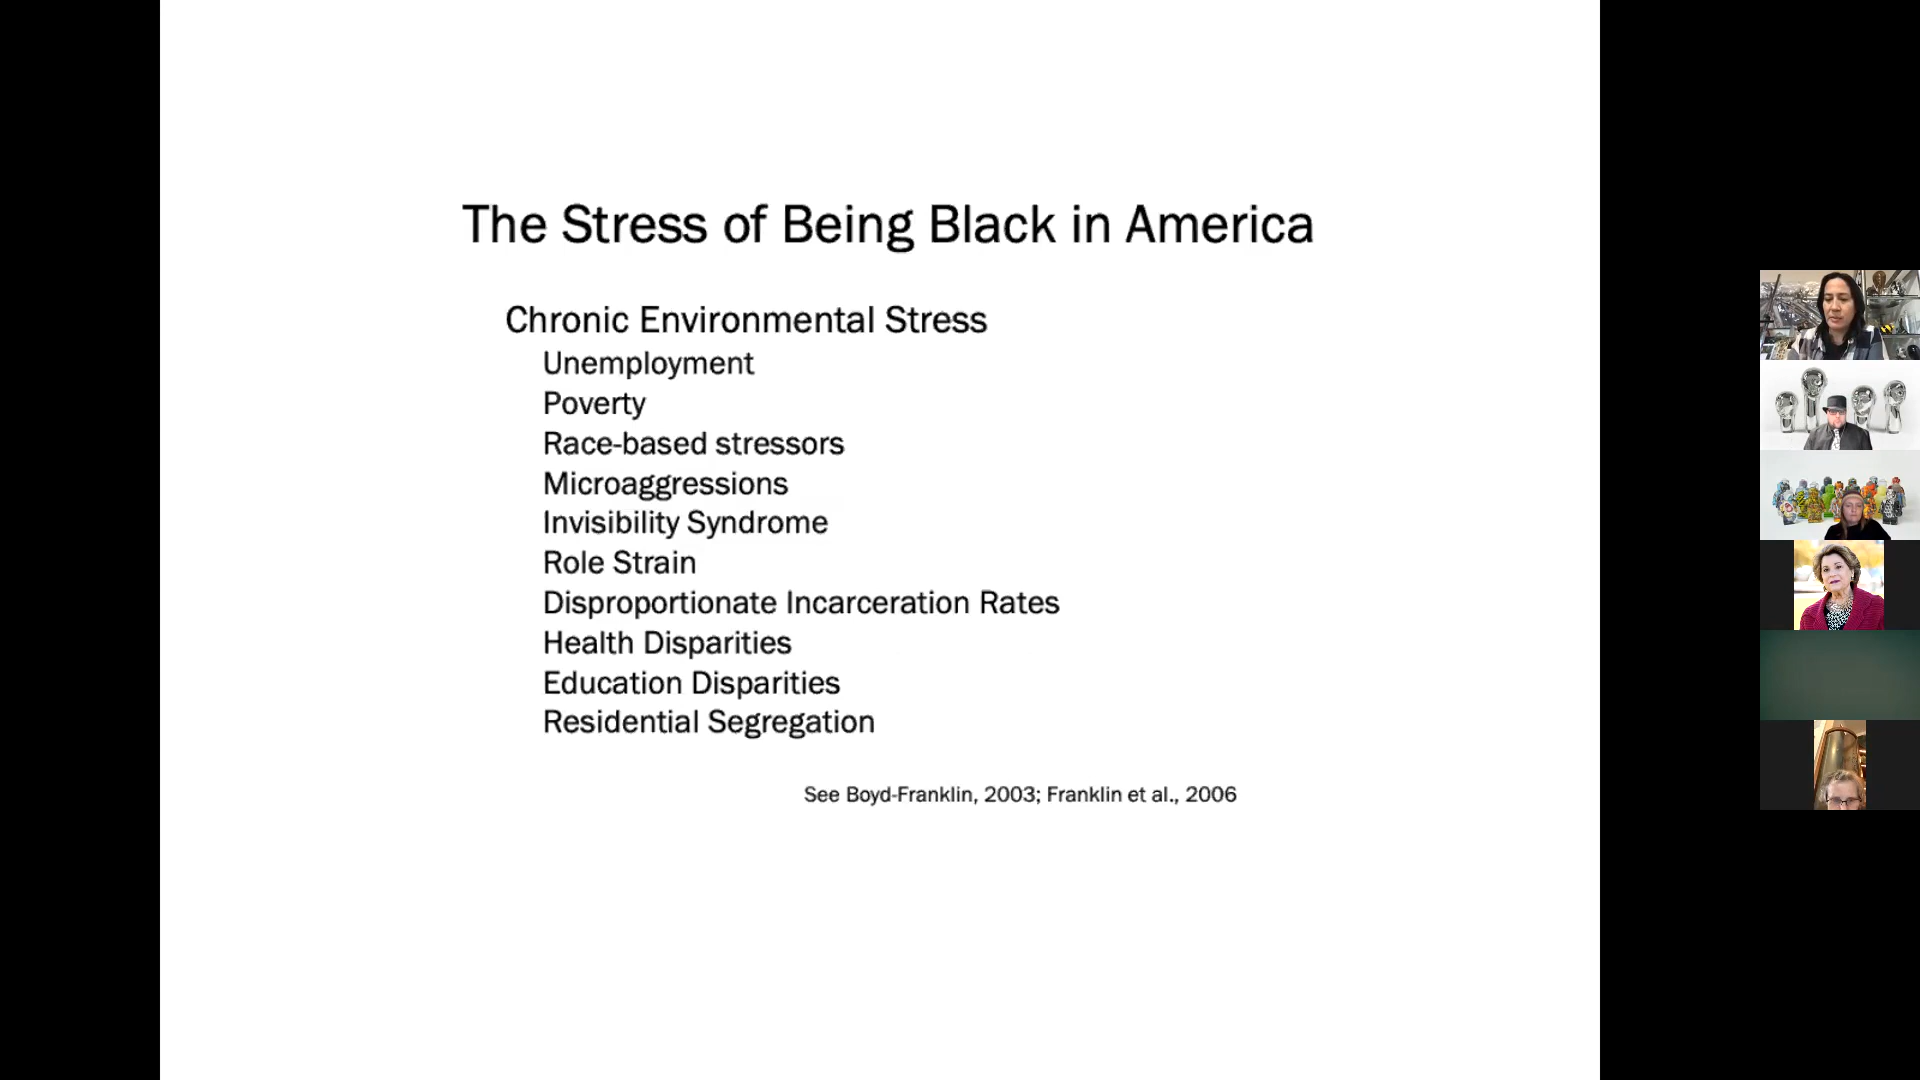 The Stress of Being Black in America
Chronic Environmental Stress
Unemployment
Poverty
Race-based stressors
Microaggressions
Invisibility Syndrome
Role Strain
Disproportionate Incarceration Rates
Health Disparities
Education Disparities
Residential Segregation
See Boyd-Franklin, 2003; Franklin et al., 2006